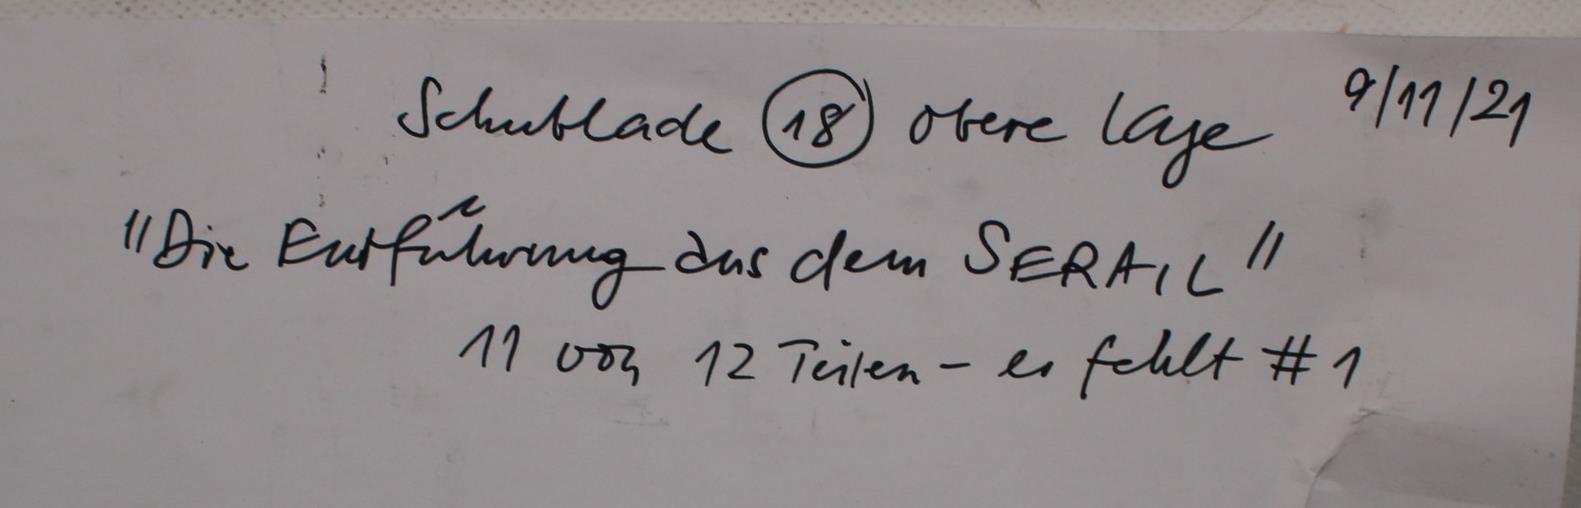 Schublade 18 obere Lage 9/11/21
"Die Entführung aus dem SERAIL"
11 von 12 Teilen - es fehlt #1